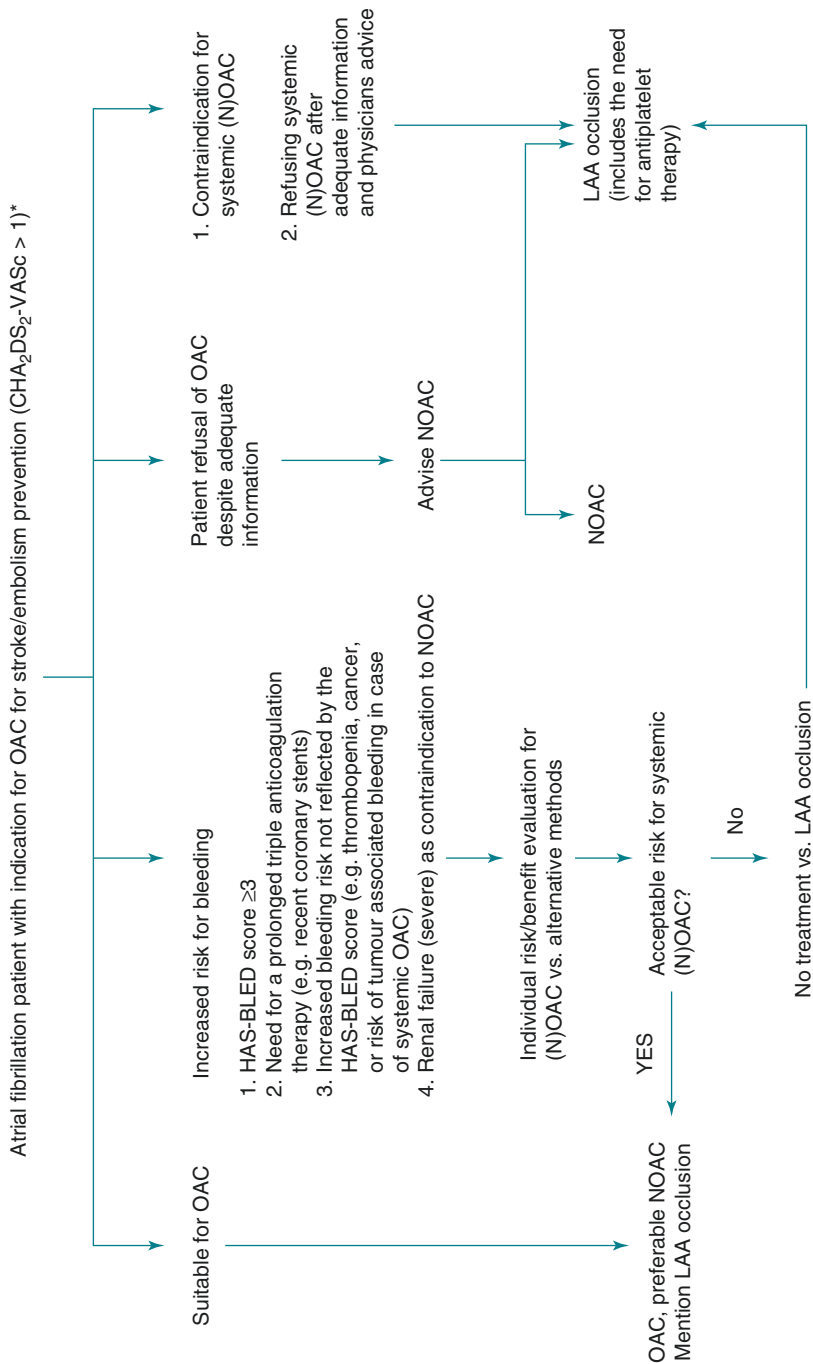 Atrial fibrillation patient with indication for OAC for stroke/embolism prevention (CHA₂DS₂-VASc > 1)*
Suitable for OAC
OAC, preferable NOAC
Mention LAA occlusion
Increased risk for bleeding
1. HAS-BLED score ≥3
2. Need for a prolonged triple anticoagulation
therapy (e.g. recent coronary stents)
3. Increased bleeding risk not reflected by the
HAS-BLED score (e.g. thrombopenia, cancer,
or risk of tumour associated bleeding in case
of systemic OAC)
4. Renal failure (severe) as contraindication to NOAC
Individual risk/benefit evaluation for
(N)OAC vs. alternative methods
Acceptable risk for systemic
(N)OAC?
YES
No
No treatment vs. LAA occlusion
Patient refusal of OAC
despite adequate
information
Advise NOAC
NOAC
1. Contraindication for
systemic (N)OAC
2. Refusing systemic
(N)OAC after
adequate information
and physicians advice
LAA occlusion
(includes the need
for antiplatelet
therapy)